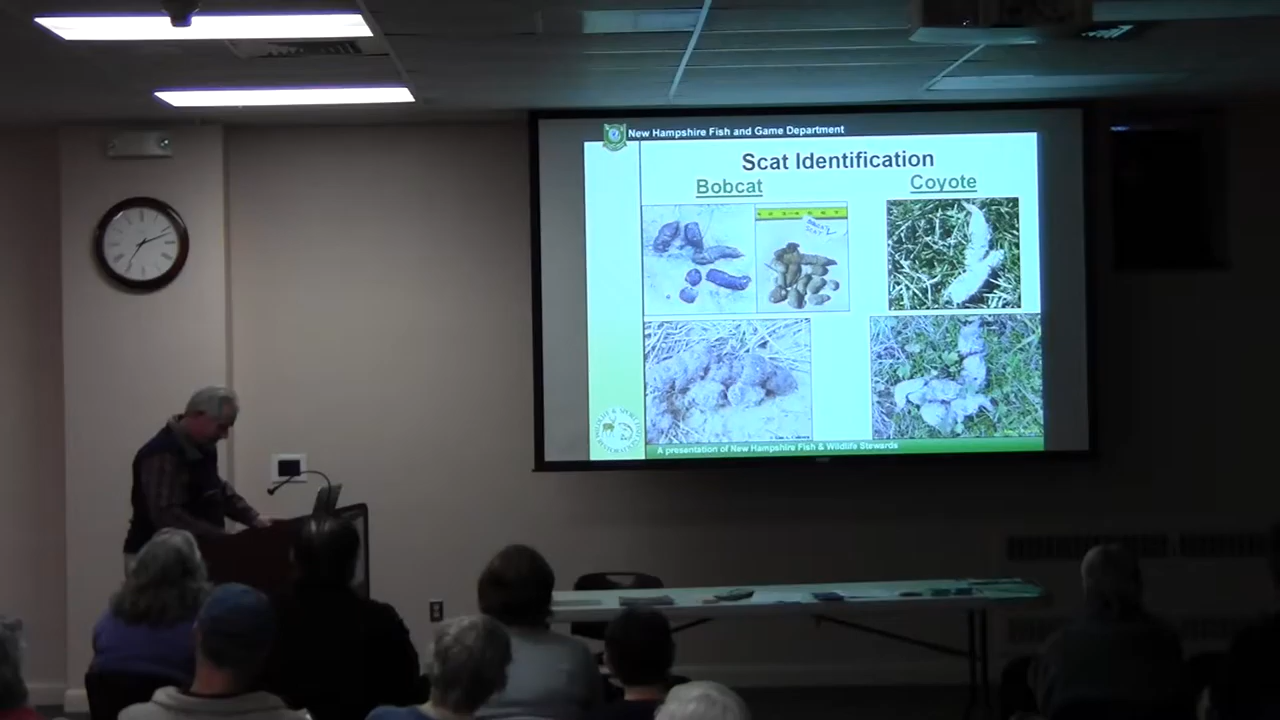 New Hampshire Fish and Game Department
Scat Identification
Bobcat
Coyote
A presentation of New Hampshire Fish & Wildlife Stewards